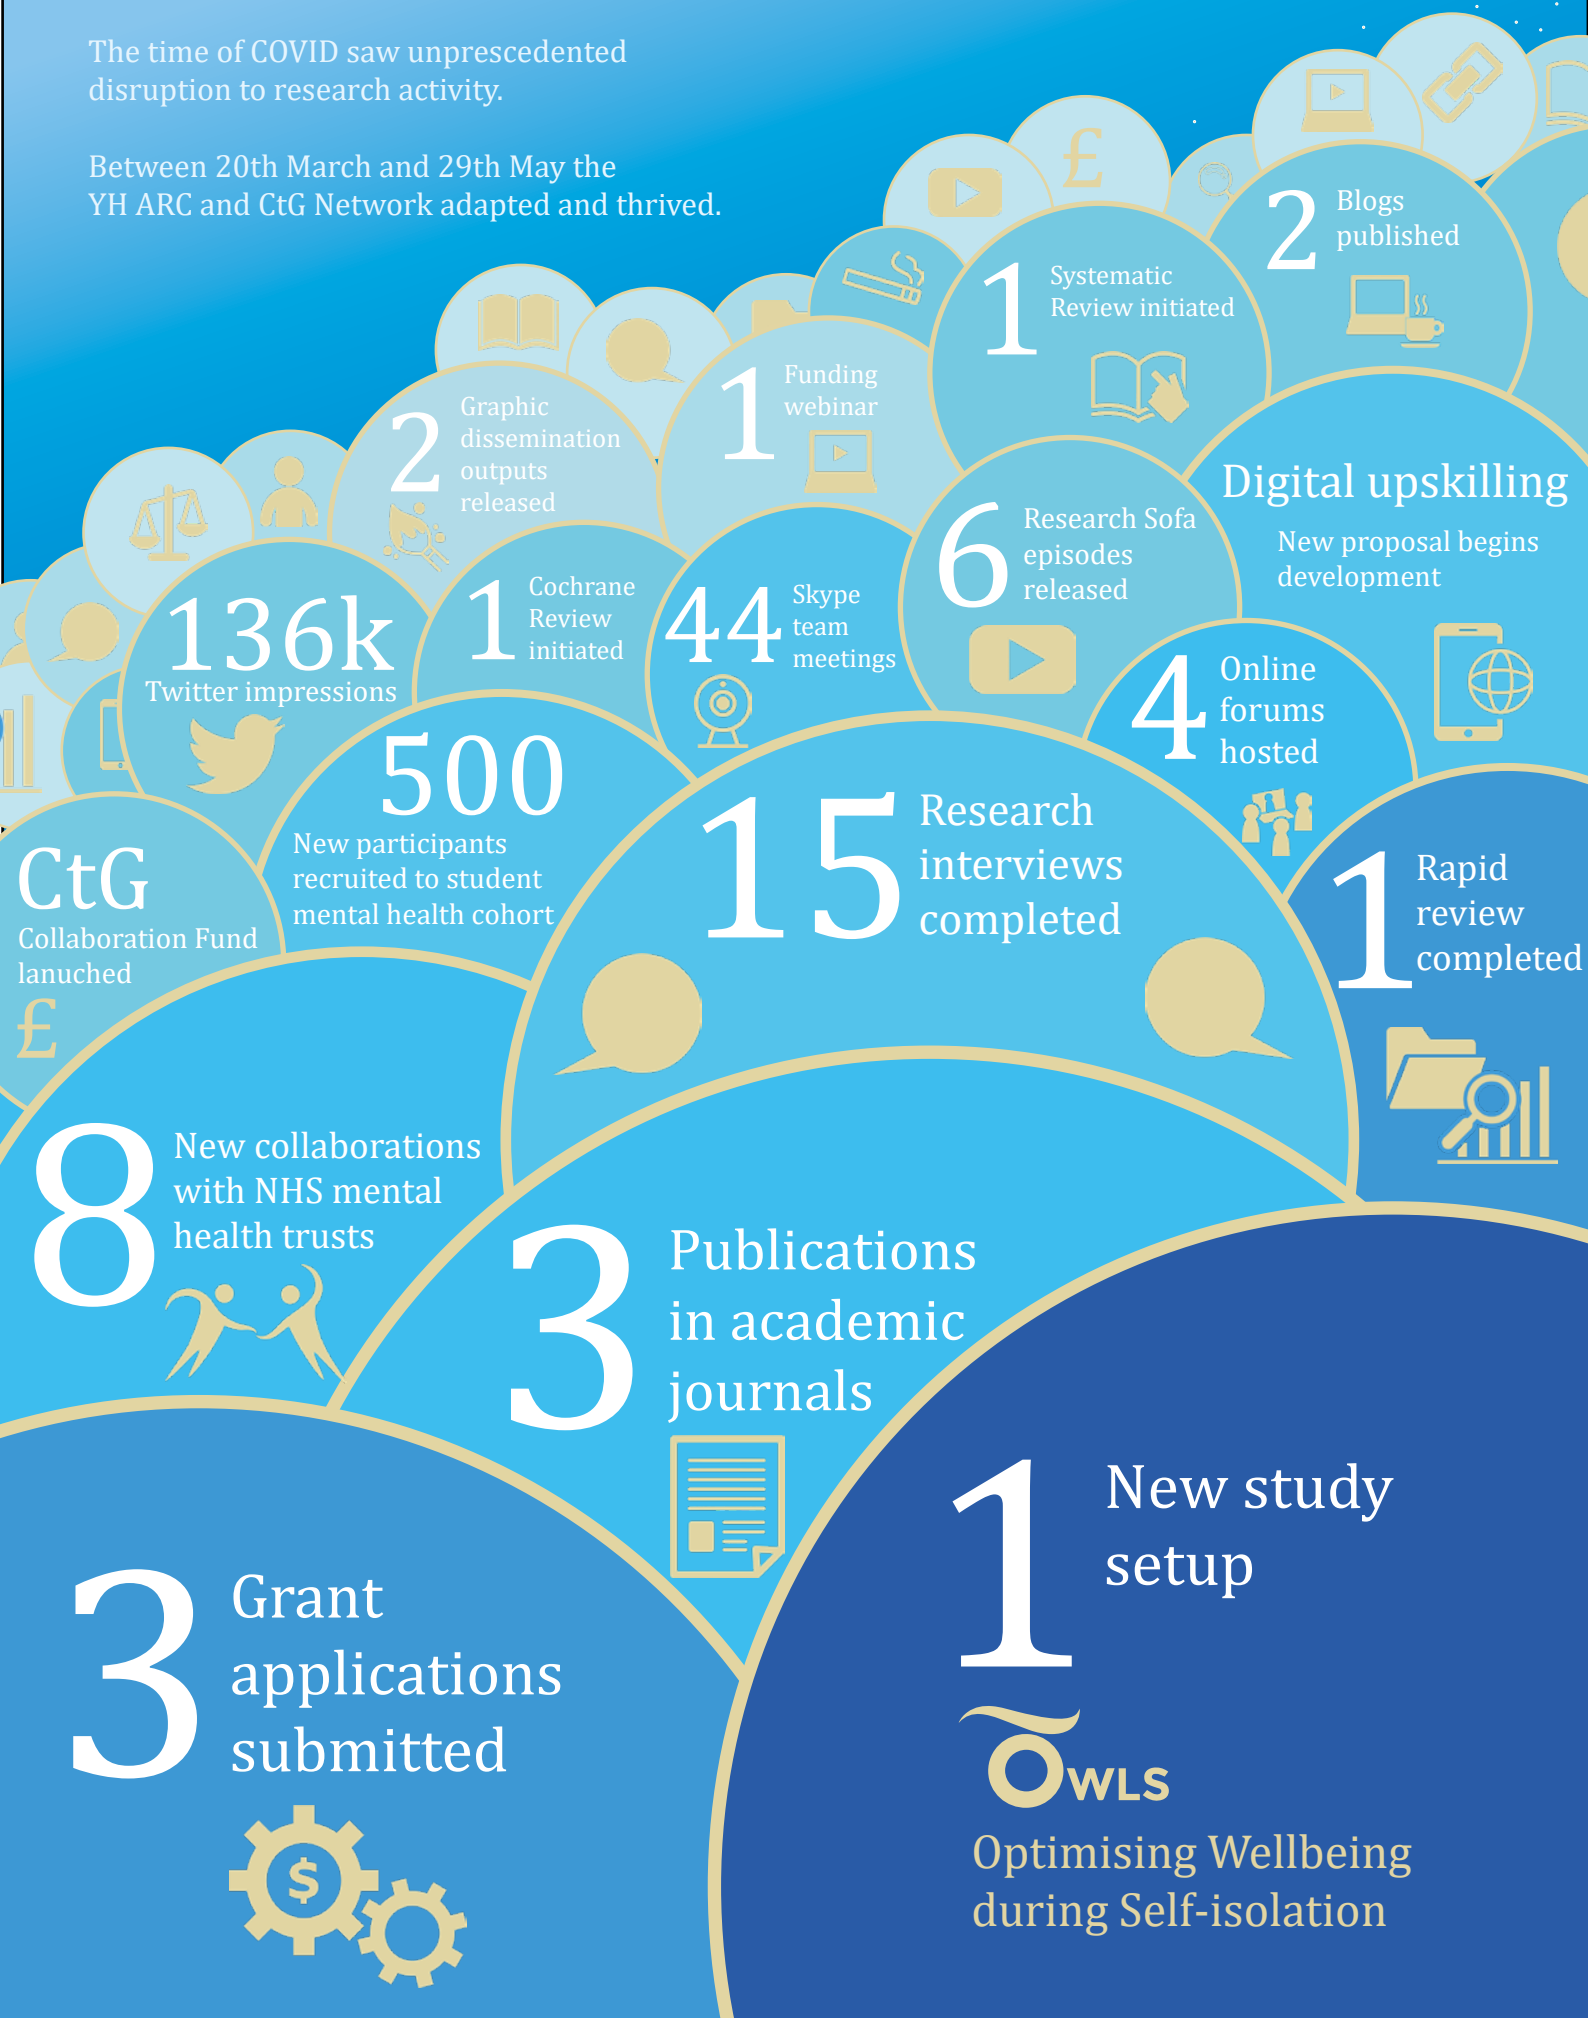 The time of COVID saw unprescedented
disruption to research activity.
Between 20th March and 29th May the
YH ARC and CtG Network adapted and thrived.
2
Blogs
published
1
Systematic
Review initiated
1
Funding
webinar
2
Graphic
dissemination
outputs
released
Digital upskilling
New proposal begins
development
6
Research Sofa
episodes
released
44
Skype
team
meetings
1
Cochrane
Review
initiated
136k
Twitter impressions
4
Online
forums
hosted
500
New participants
recruited to student
mental health cohort
15
Research
interviews
completed
CtG
Collaboration Fund
lanuched
£
1
Rapid
review
completed
8
New collaborations
with NHS mental
health trusts
3
Publications
in academic
journals
1
New study
setup
OWLS
Optimising Wellbeing
during Self-isolation
3
Grant
applications
submitted
$
£